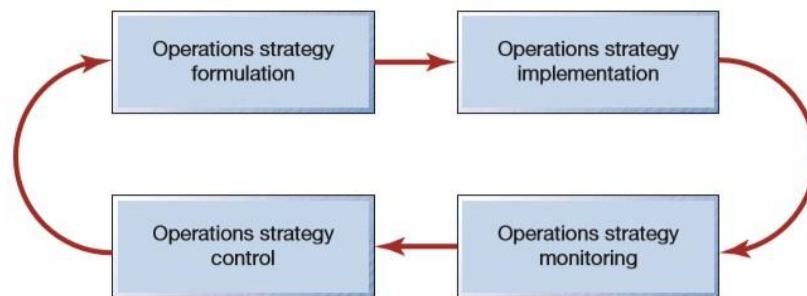 Operations strategy
formulation
Operations strategy
implementation
Operations strategy
control
Operations strategy
monitoring